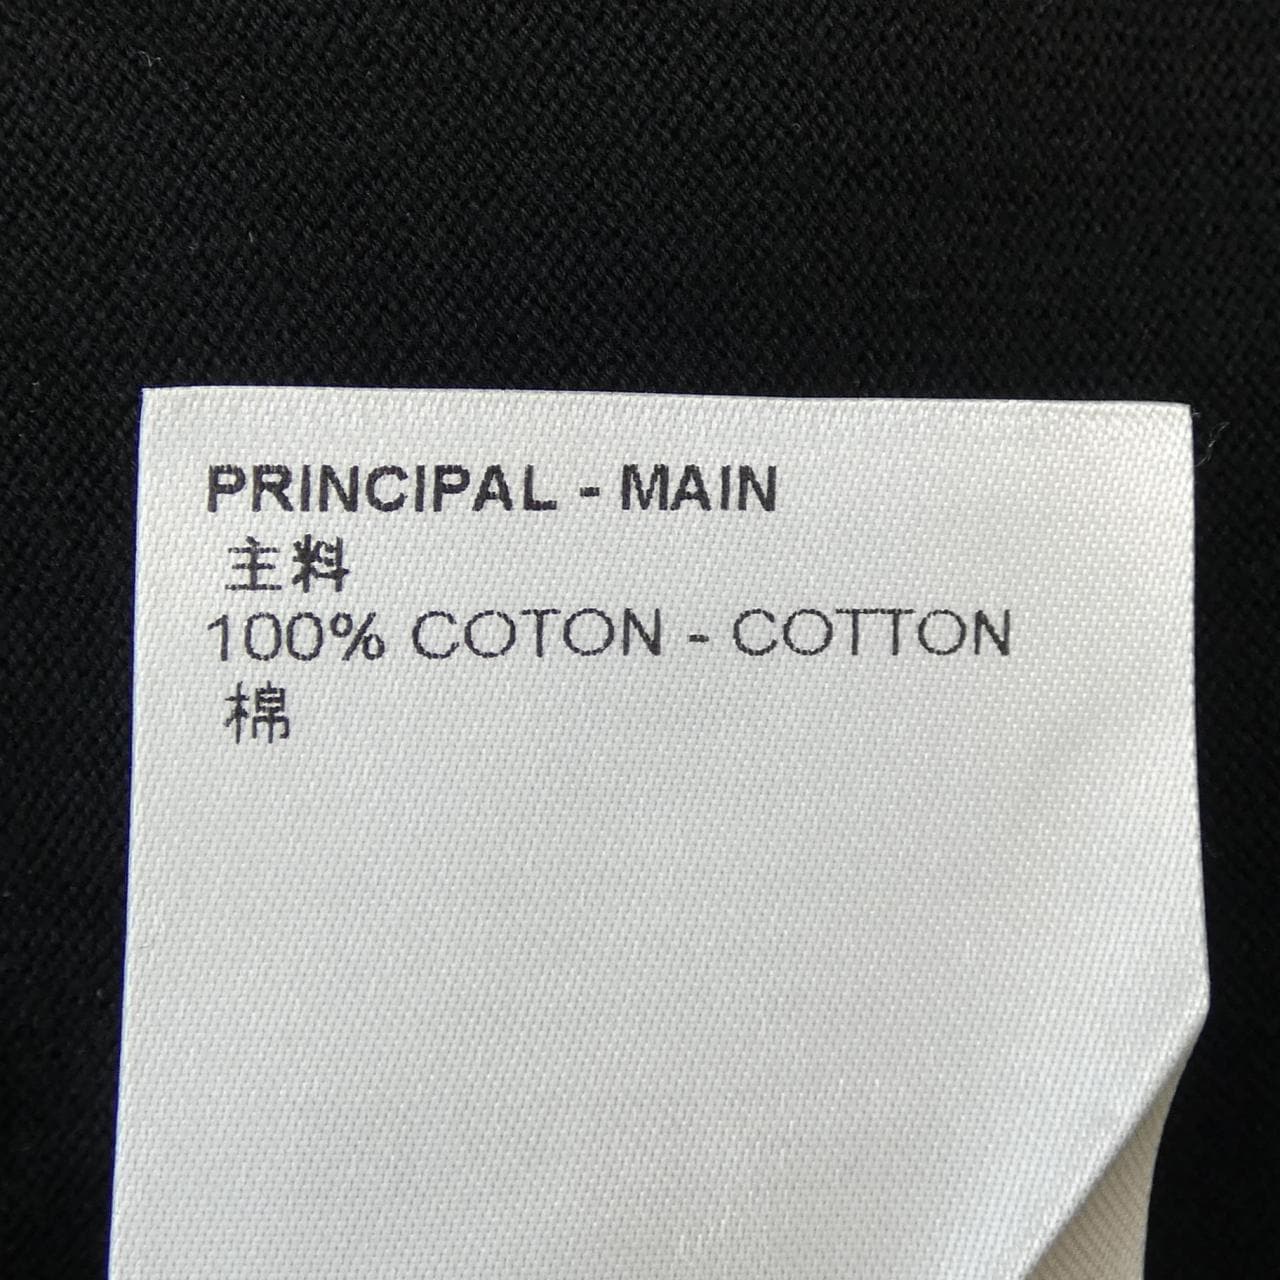 PRINCIPAL - MAIN
主料
100% COTON - COTTON
棉